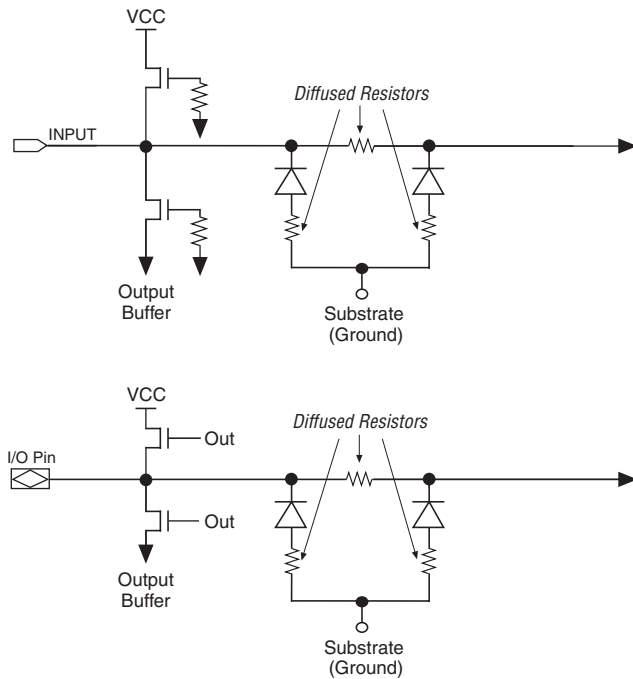 VCC
Diffused Resistors
INPUT
Output
Buffer
Substrate
(Ground)
VCC
Diffused Resistors
Out
I/O Pin
Out
Output
Buffer
Substrate
(Ground)